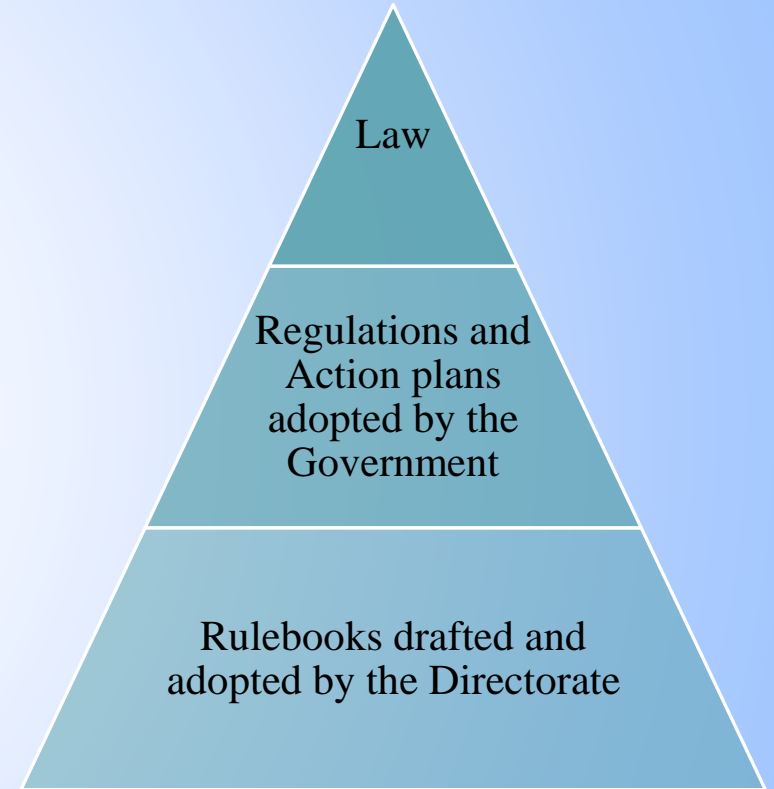 Law
Regulations and
Action plans
adopted by the
Government
Rulebooks drafted and
adopted by the Directorate